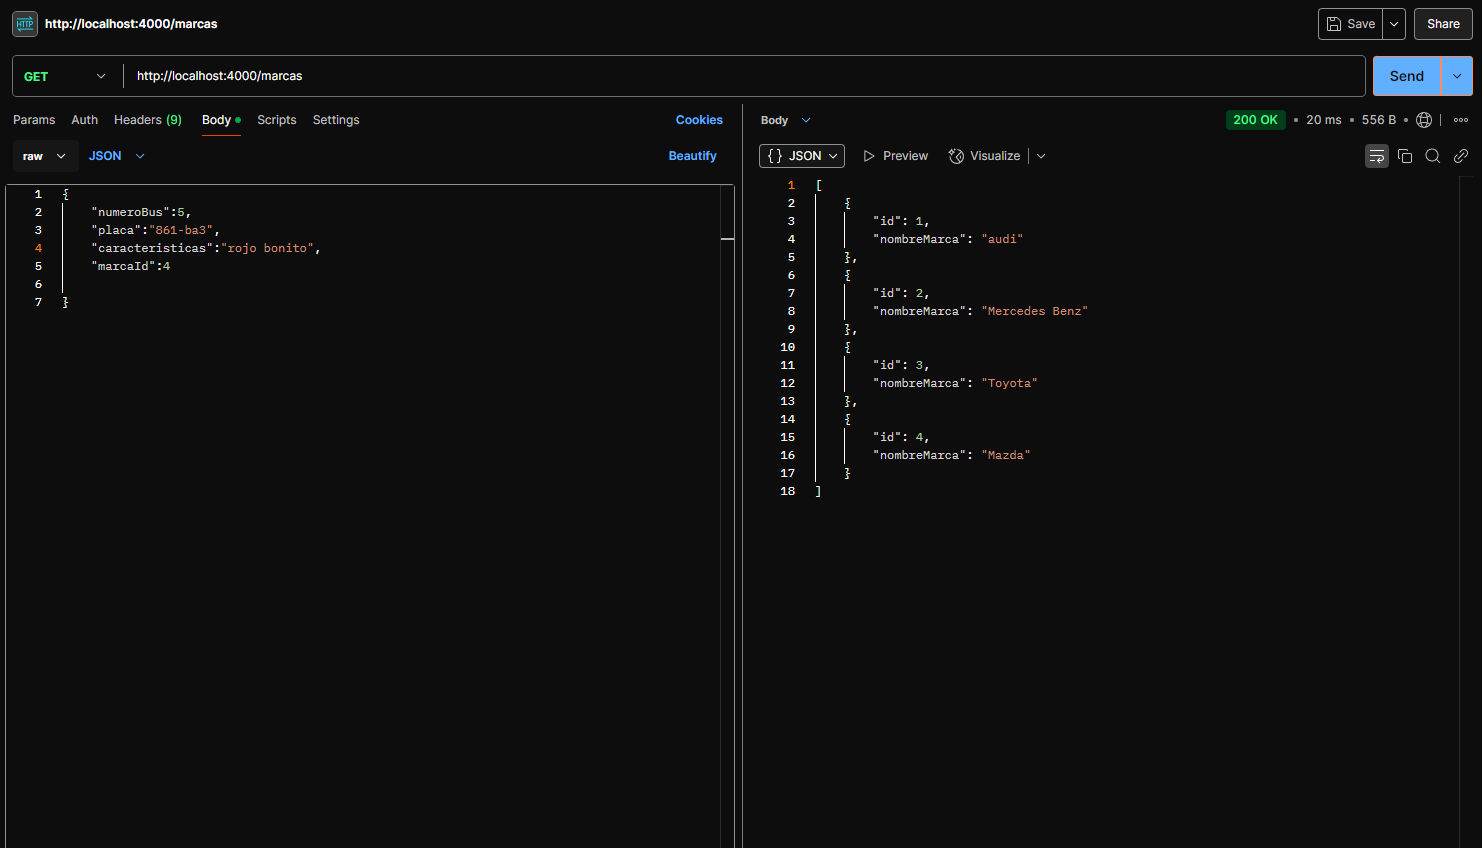 HTTP http://localhost:4000/marcas
Save
Share
GET
http://localhost:4000/marcas
Send
Params
Auth
Headers (9)
Body
Scripts
Settings
Cookies
raw
JSON
Beautify
1 {
2 "numeroBus":5,
3 "placa":"861-ba3",
4 "caracteristicas":"rojo bonito",
5 "marcaId":4
6
7 }
Body
200 OK • 20 ms • 556 B •
{} JSON
Preview
Visualize
1 [
2 {
3 "id": 1,
4 "nombreMarca": "audi"
5 },
6 {
7 "id": 2,
8 "nombreMarca": "Mercedes Benz"
9 },
10 {
11 "id": 3,
12 "nombreMarca": "Toyota"
13 },
14 {
15 "id": 4,
16 "nombreMarca": "Mazda"
17 }
18 ]